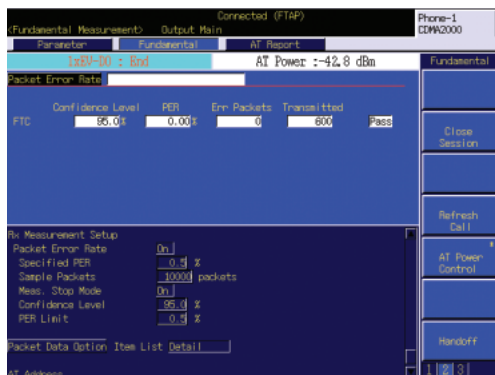 Connected (FTAP)
<Fundamental Measurement> Output Main
Phone-1
CDMA2000
Parameter Fundamental AT Report
Fundamental
1xEV-DO : End AT Power :-42.8 dBm
Packet Error Rate
Confidence Level PER Err Packets Transmitted
FTC 95.0% 0.00% 0 600 Pass
Close
Session
Refresh
Call
Rx Measurement Setup
Packet Error Rate On
Specified PER 0.5 %
Sample Packets 10000 packets
Meas. Stop Mode On
Confidence Level 95.0 %
PER Limit 0.5 %
AT Power *
Control
Packet Data Option Item List Detail
Handoff
AT Address
1 2 3